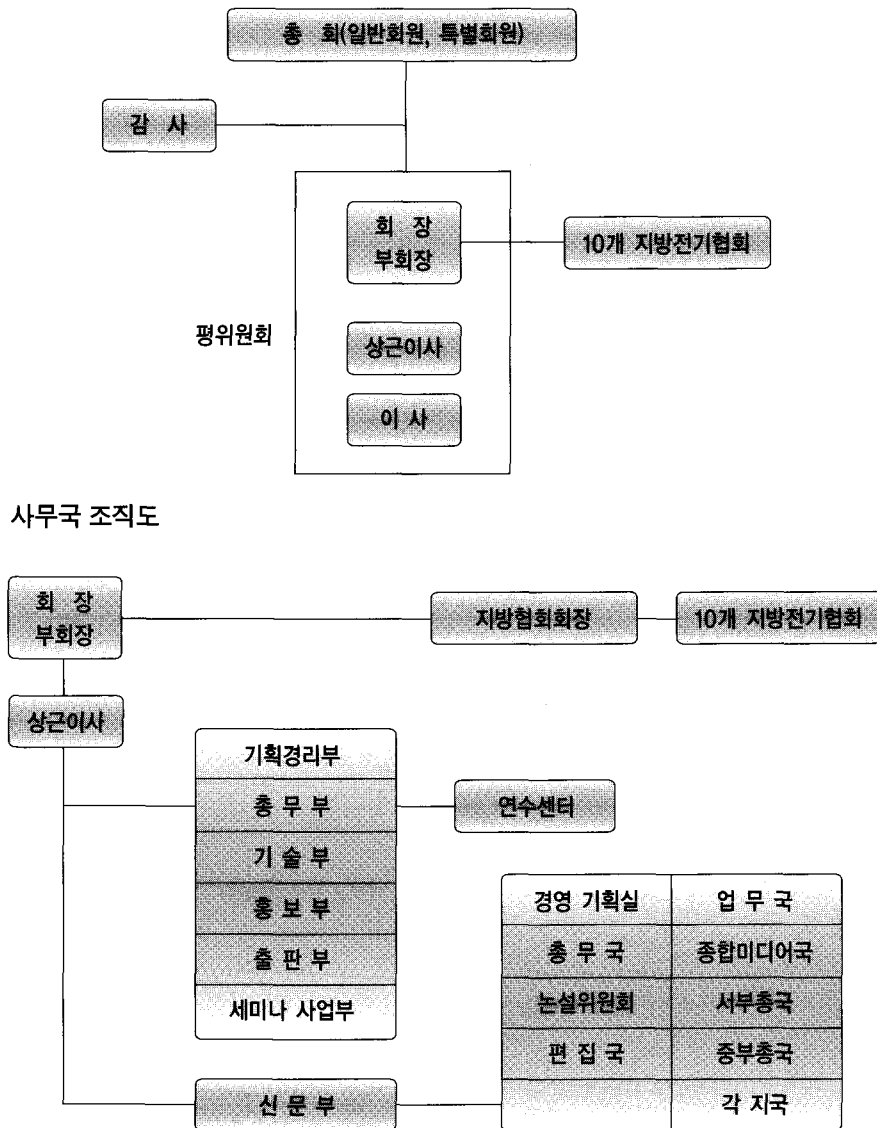 총 회(일반회원, 특별회원)
감 사
회 장
부회장
10개 지방전기협회
평위원회
상근이사
이 사
사무국 조직도
회 장
부회장
지방협회회장
10개 지방전기협회
상근이사
기획경리부
총 무 부
연수센터
기 술 부
홍 보 부
출 판 부
세미나 사업부
경영 기획실
업 무 국
총 무 국
종합미디어국
논설위원회
서부총국
편 집 국
중부총국
각 지국
신 문 부